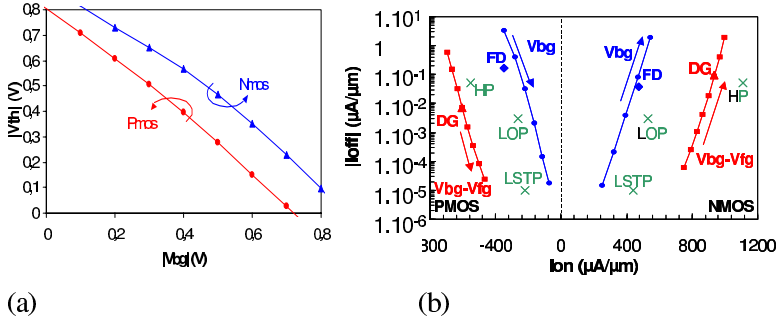 0,8
0,7
0,6
0,5
0,4
0,3
0,2
0,1
0
|Vth| (V)
Nmos
Pmos
0
0,2
0,4
0,6
0,8
|Vbg| (V)
(a)
1.10¹
1
1.10⁻¹
1.10⁻²
1.10⁻³
1.10⁻⁴
1.10⁻⁵
1.10⁻⁶
|Ioff| (µA/µm)
Vbg
FD
HP
DG
LOP
Vbg-Vfg
LSTP
PMOS
Vbg
FD
DG
HP
LOP
Vbg-Vfg
LSTP
NMOS
800
-400
0
400
800
1200
Ion (µA/µm)
(b)